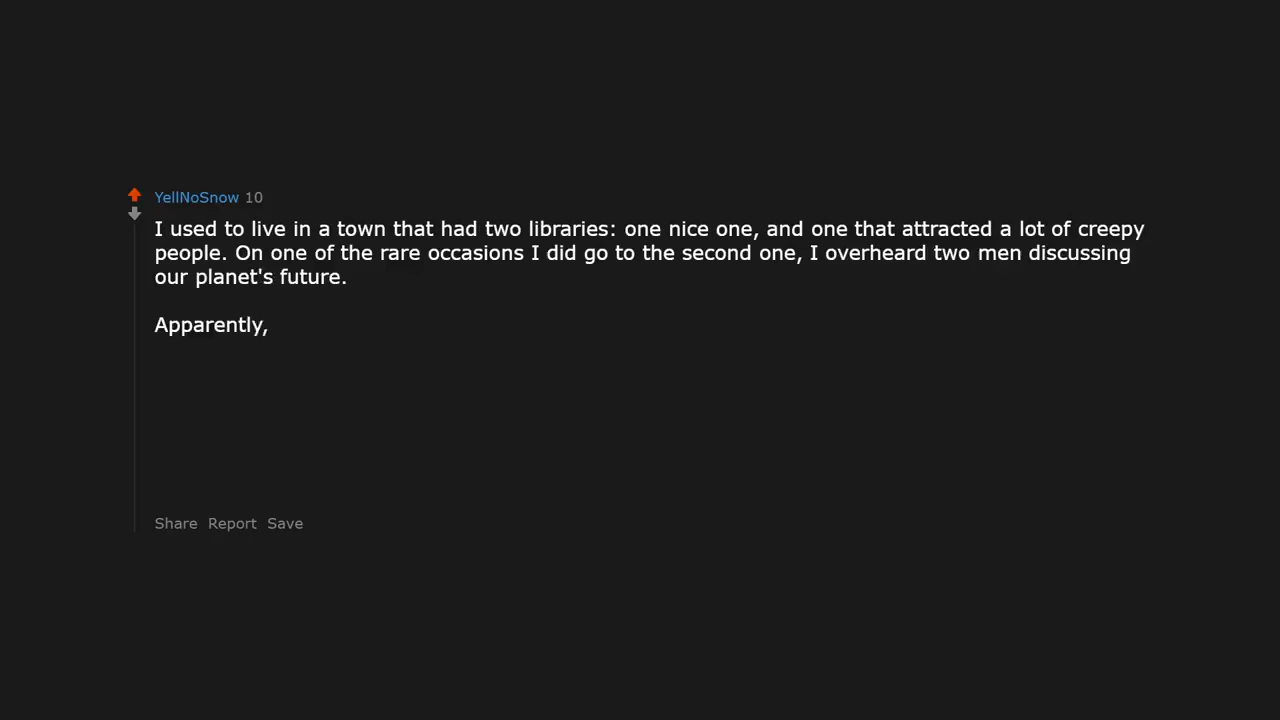 YellNoSnow 10
I used to live in a town that had two libraries: one nice one, and one that attracted a lot of creepy
people. On one of the rare occasions I did go to the second one, I overheard two men discussing
our planet's future.
Apparently,
Share Report Save